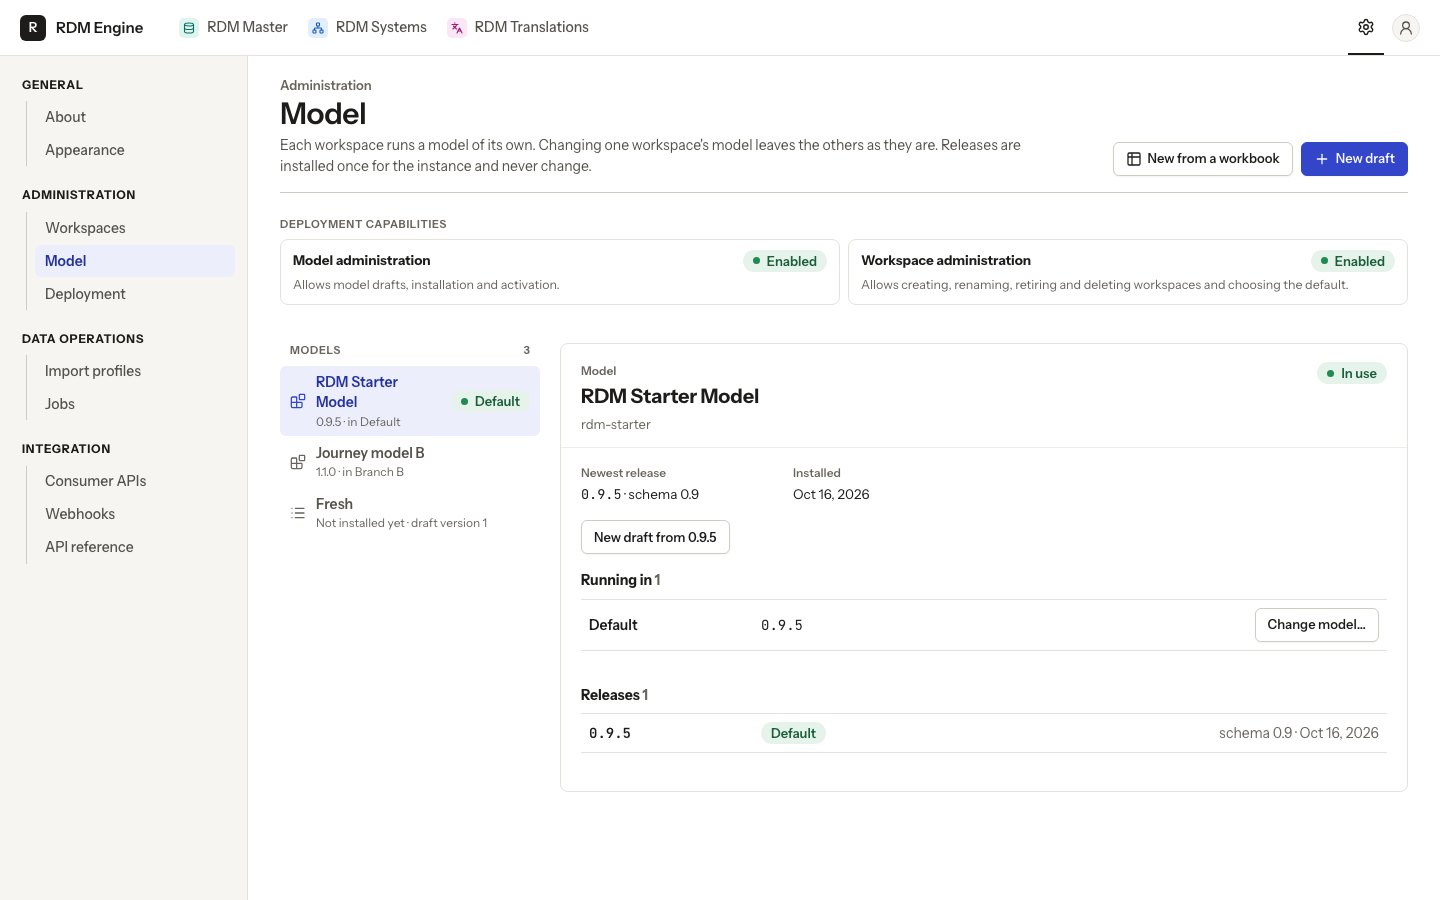 R RDM Engine RDM Master RDM Systems RDM Translations
GENERAL
About
Appearance
ADMINISTRATION
Workspaces
Model
Deployment
DATA OPERATIONS
Import profiles
Jobs
INTEGRATION
Consumer APIs
Webhooks
API reference
Administration
Model
Each workspace runs a model of its own. Changing one workspace's model leaves the others as they are. Releases are
installed once for the instance and never change.
New from a workbook
New draft
DEPLOYMENT CAPABILITIES
Model administration Enabled
Allows model drafts, installation and activation.
Workspace administration Enabled
Allows creating, renaming, retiring and deleting workspaces and choosing the default.
MODELS 3
RDM Starter
Model
Default
0.9.5 · in Default
Journey model B
1.1.0 · in Branch B
Fresh
Not installed yet · draft version 1
Model
In use
RDM Starter Model
rdm-starter
Newest release Installed
0.9.5 · schema 0.9 Oct 16, 2026
New draft from 0.9.5
Running in 1
Default 0.9.5 Change model...
Releases 1
0.9.5 Default schema 0.9 · Oct 16, 2026